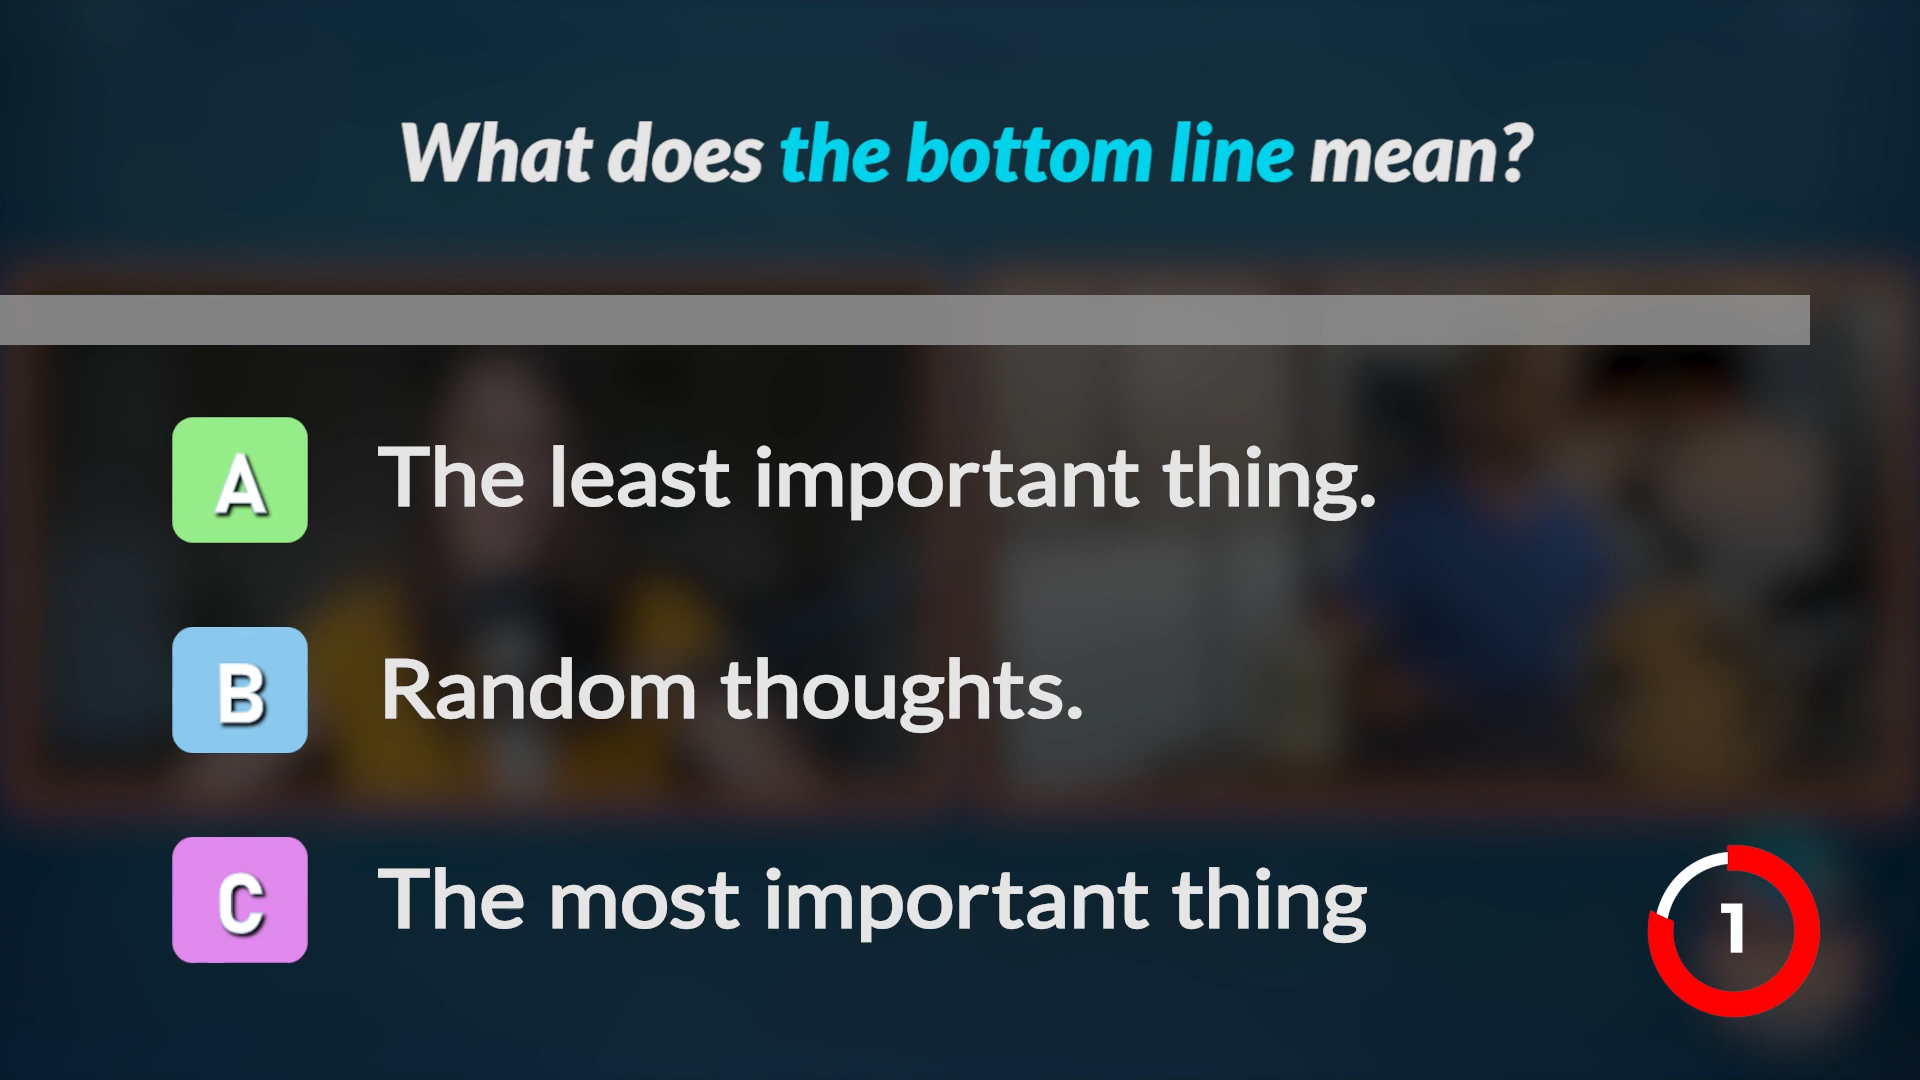 What does the bottom line mean?
A The least important thing.
B Random thoughts.
C The most important thing
1